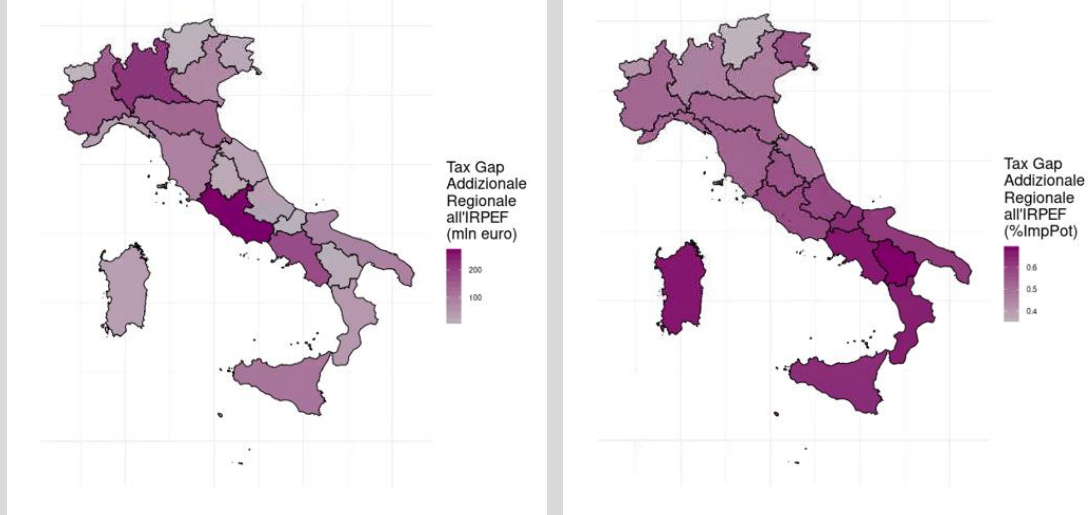 Tax Gap
Addizionale
Regionale
all'IRPEF
(mln euro)
200
100
Tax Gap
Addizionale
Regionale
all'IRPEF
(%ImpPot)
0.6
0.5
0.4